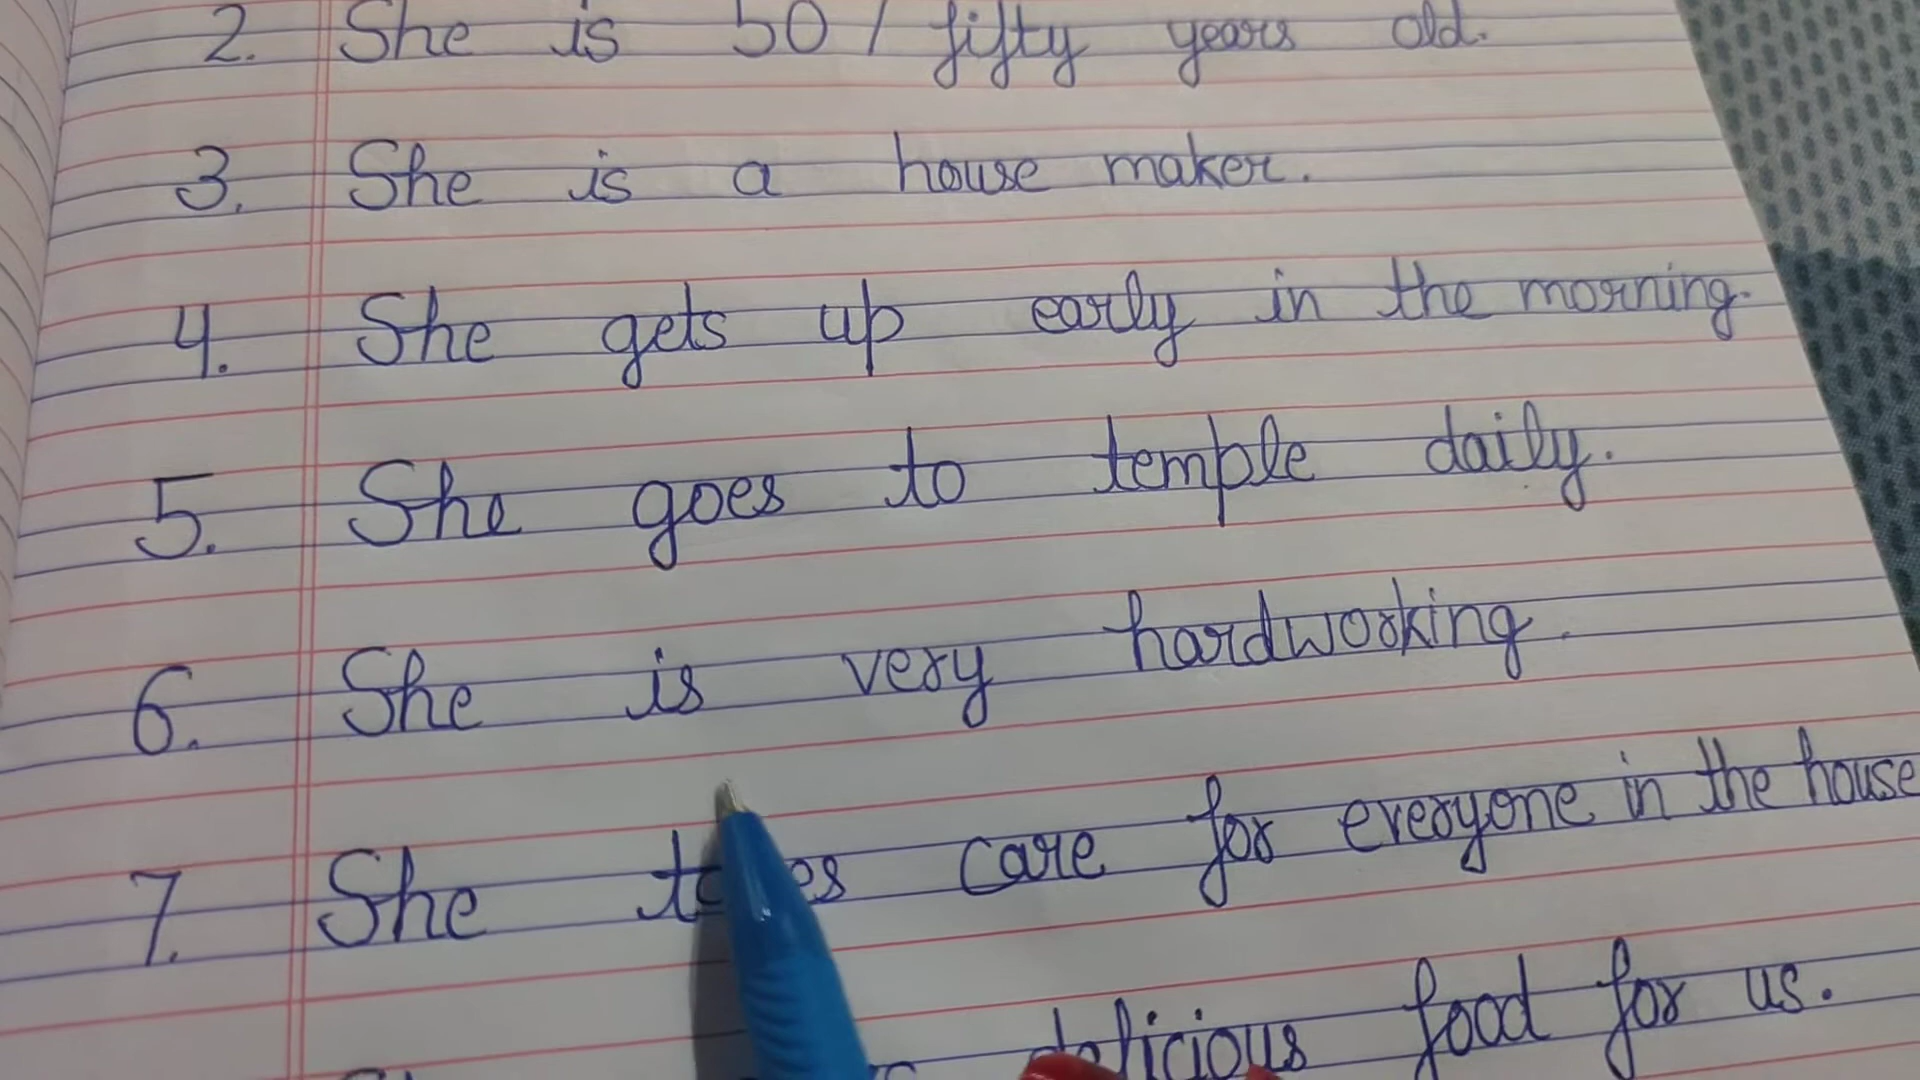 2. She is 50 / fifty years old.
3. She is a house maker.
4. She gets up early in the morning.
5. She goes to temple daily.
6. She is very hardworking.
7. She care for everyone in the house
delicious food for us.